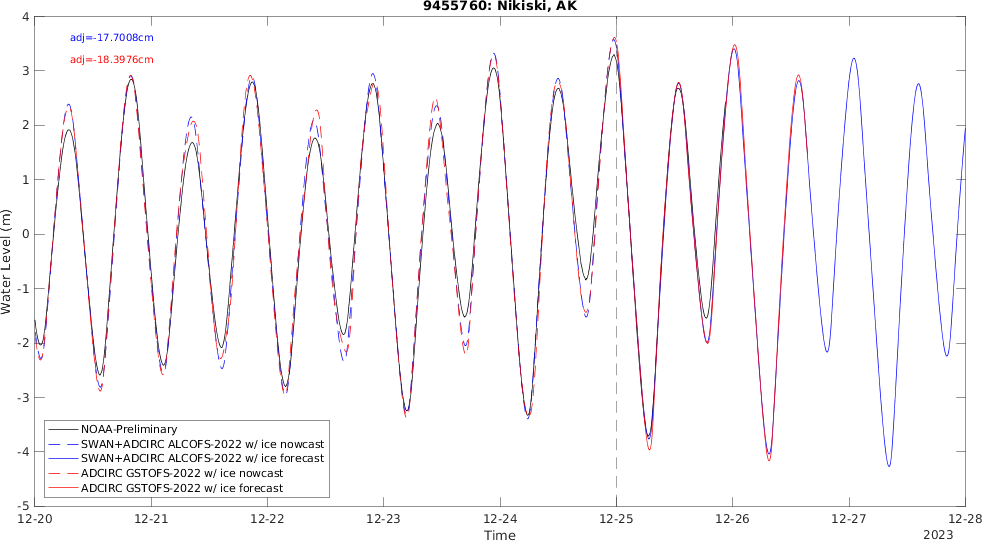 9455760: Nikiski, AK
4
3
2
1
0
-1
-2
-3
-4
-5
Water Level (m)
adj=-17.7008cm
adj=-18.3976cm
NOAA-Preliminary
SWAN+ADCIRC ALCOFS-2022 w/ ice nowcast
SWAN+ADCIRC ALCOFS-2022 w/ ice forecast
ADCIRC GSTOFS-2022 w/ ice nowcast
ADCIRC GSTOFS-2022 w/ ice forecast
12-20 12-21 12-22 12-23 12-24 12-25 12-26 12-27 12-28
Time
2023